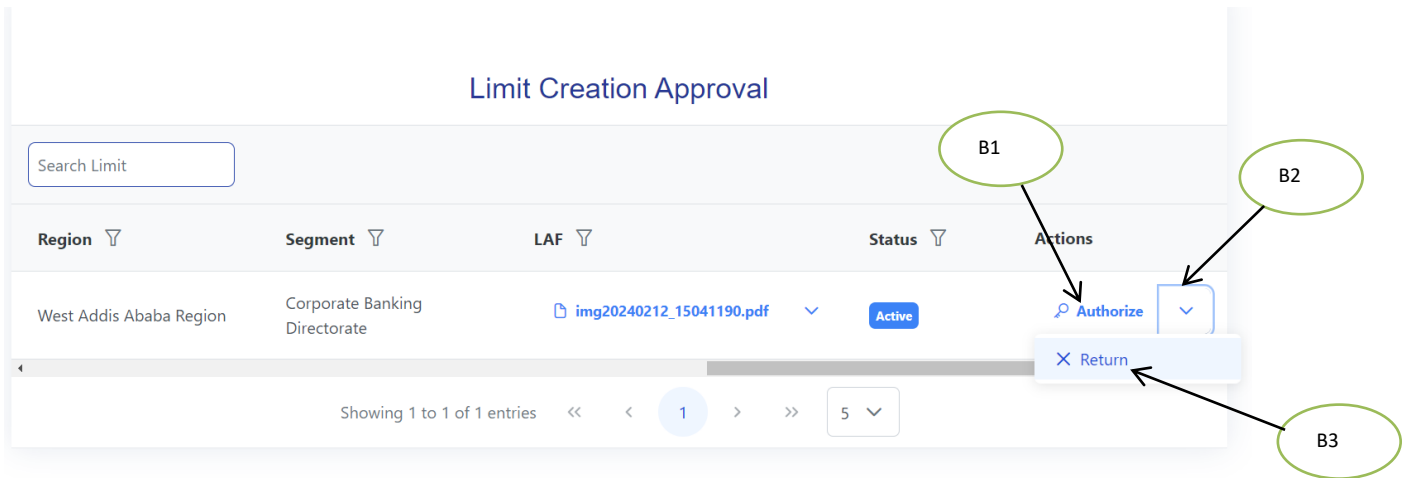 Limit Creation Approval
B1
Search Limit
B2
Region Segment LAF Status Actions
West Addis Ababa Region
Corporate Banking
Directorate
img20240212_15041190.pdf
Active
Authorize
Return
Showing 1 to 1 of 1 entries « ‹ 1 › » 5
B3